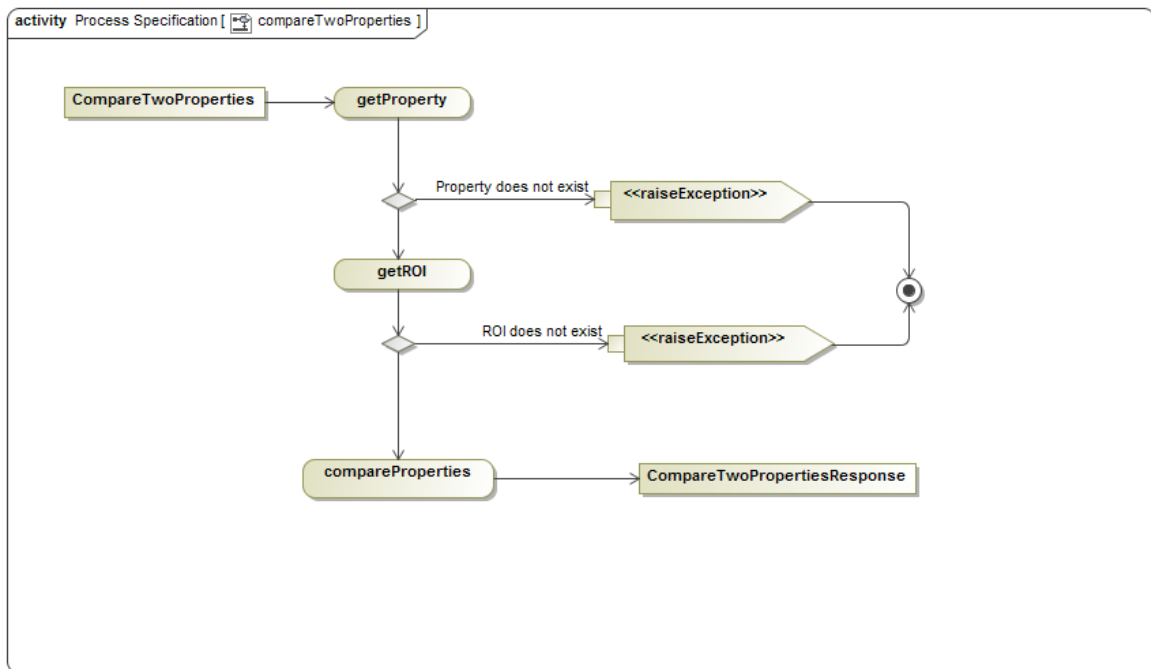 activity Process Specification [ compareTwoProperties ]
CompareTwoProperties
getProperty
Property does not exist
<<raiseException>>
getROI
ROI does not exist
<<raiseException>>
compareProperties
CompareTwoPropertiesResponse